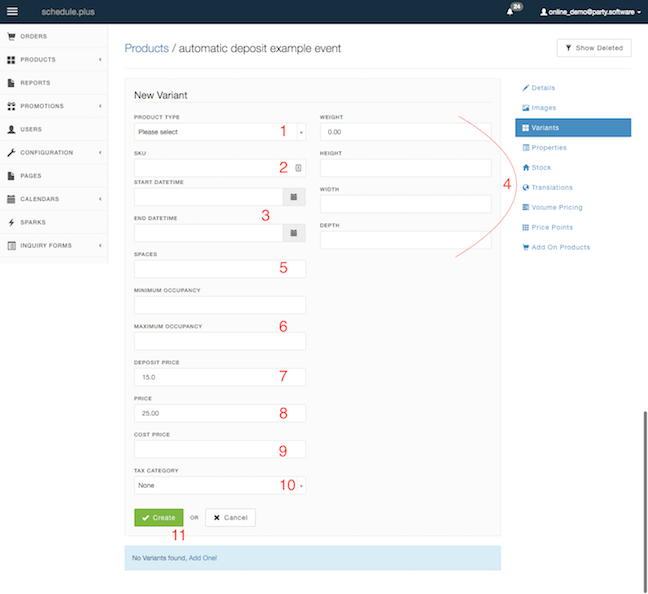 schedule.plus
24
online_demo@party.software
ORDERS
PRODUCTS
REPORTS
PROMOTIONS
USERS
CONFIGURATION
PAGES
CALENDARS
SPARKS
INQUIRY FORMS
Products / automatic deposit example event
Show Deleted
New Variant
PRODUCT TYPE
Please select
1
SKU
2
START DATETIME
3
END DATETIME
SPACES
5
MINIMUM OCCUPANCY
MAXIMUM OCCUPANCY
6
DEPOSIT PRICE
15.0
7
PRICE
25.00
8
COST PRICE
9
TAX CATEGORY
None
10
WEIGHT
0.00
HEIGHT
WIDTH
DEPTH
4
Create
OR
Cancel
11
No Variants found, Add One!
Details
Images
Variants
Properties
Stock
Translations
Volume Pricing
Price Points
Add On Products